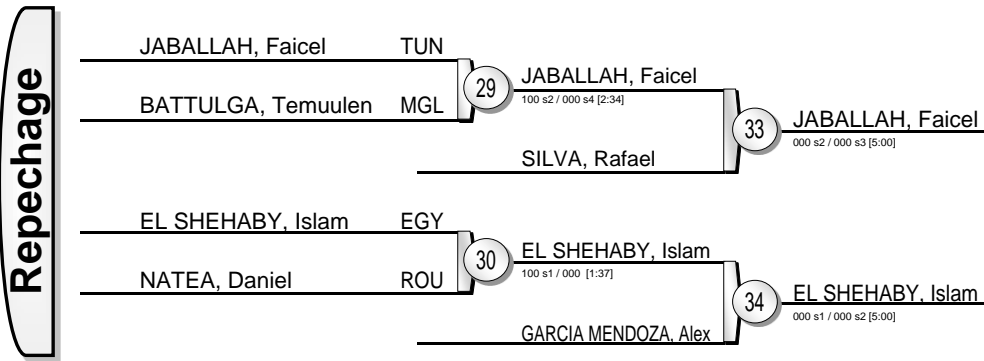 Repechage
JABALLAH, Faicel TUN
BATTULGA, Temuulen MGL
29
JABALLAH, Faicel
100 s2 / 000 s4 [2:34]
SILVA, Rafael
33
JABALLAH, Faicel
000 s2 / 000 s3 [5:00]
EL SHEHABY, Islam EGY
NATEA, Daniel ROU
30
EL SHEHABY, Islam
100 s1 / 000 [1:37]
GARCIA MENDOZA, Alex
34
EL SHEHABY, Islam
000 s1 / 000 s2 [5:00]